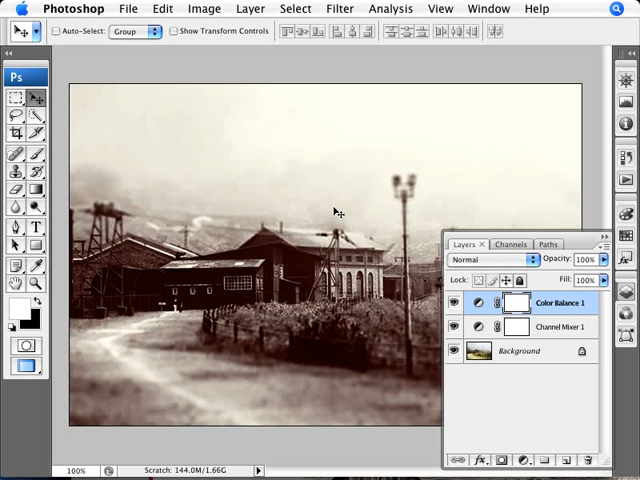 Photoshop File Edit Image Layer Select Filter Analysis View Window Help
Auto-Select: Group Show Transform Controls
Ps
Layers × Channels Paths
Normal Opacity: 100%
Lock: Fill: 100%
Color Balance 1
Channel Mixer 1
Background
fx
100% Scratch: 144.0M/1.66G